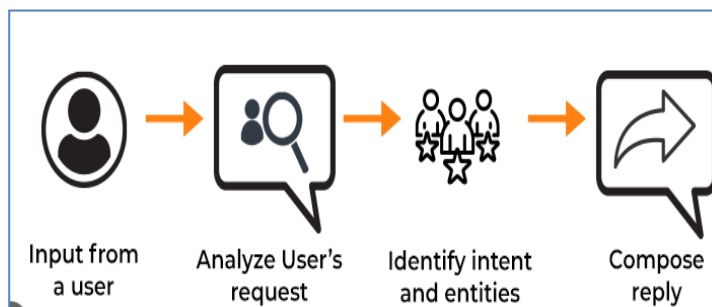 Input from
a user
Analyze User's
request
Identify intent
and entities
Compose
reply